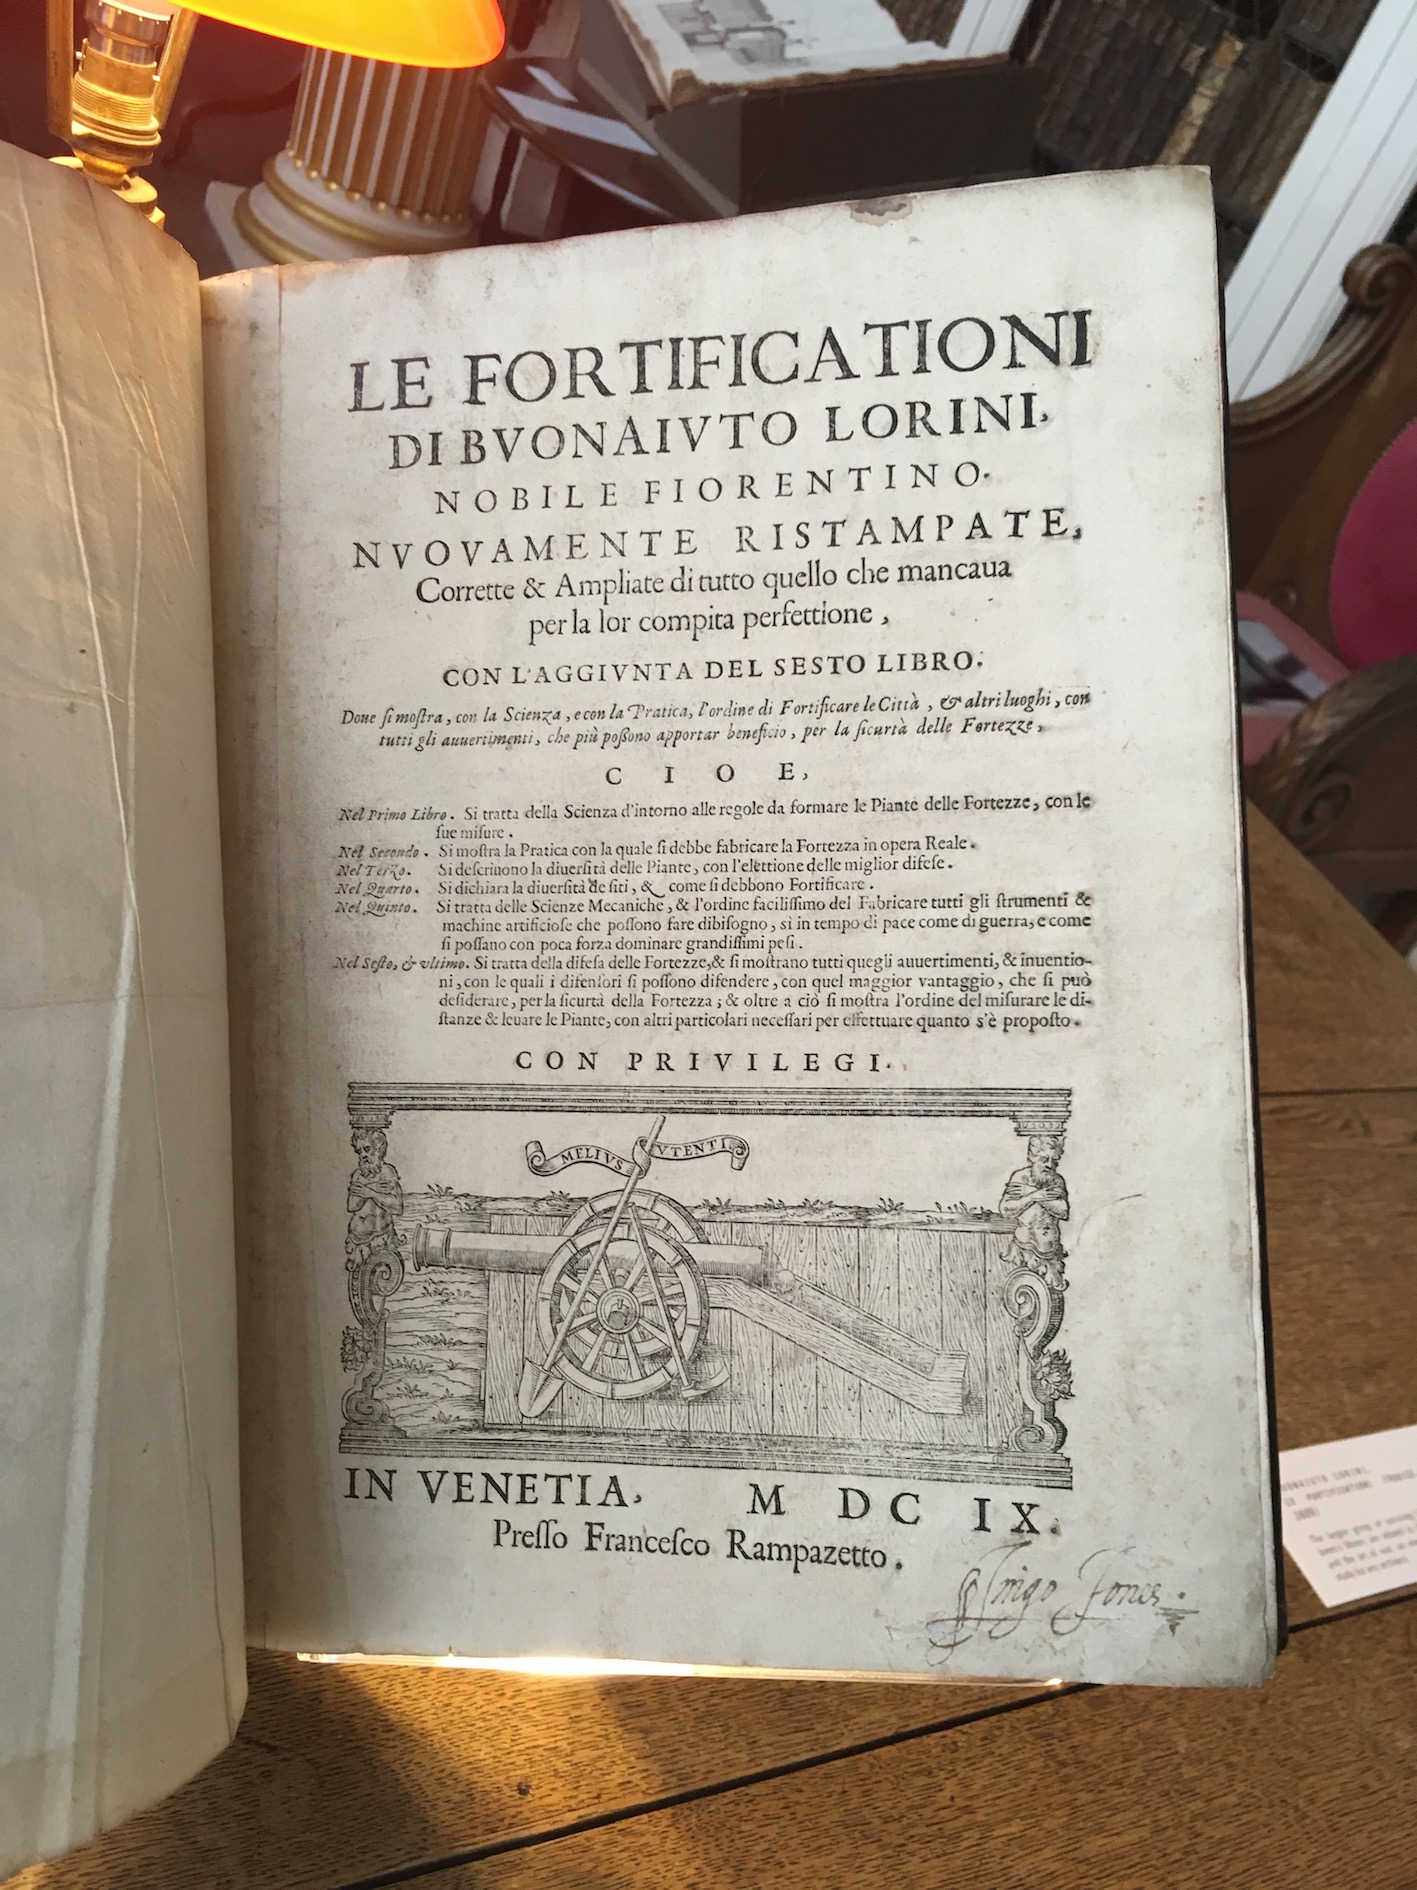 LE FORTIFICATIONI
DI BVONAIVTO LORINI,
NOBILE FIORENTINO.
NVOVAMENTE RISTAMPATE,
Corrette & Ampliate di tutto quello che mancaua
per la lor compita perfettione,
CON L'AGGIVNTA DEL SESTO LIBRO.
Doue ſi moſtra, con la Scienza, e con la Pratica, l'ordine di Fortificare le Città, & altri luoghi, con
tutti gli auuertimenti, che più poßono apportar beneficio, per la ſicurtà delle Fortezze,
CIOE,
Nel Primo Libro. Si tratta della Scienza d'intorno alle regole da formare le Piante delle Fortezze, con le
ſue miſure.
Nel Secondo. Si moſtra la Pratica con la quale ſi debbe fabricare la Fortezza in opera Reale.
Nel Terzo. Si deſcriuono la diuerſità delle Piante, con l'elettione delle miglior difeſe.
Nel Quarto. Si dichiara la diuerſità de ſiti, & come ſi debbono Fortificare.
Nel Quinto. Si tratta delle Scienze Mecaniche, & l'ordine faciliſſimo del Fabricare tutti gli ſtrumenti &
machine artificioſe che poſſono fare dibiſogno, sì in tempo di pace come di guerra, e come
ſi poſſano con poca forza dominare grandiſſimi peſi.
Nel Seſto, & vltimo. Si tratta della difeſa delle Fortezze, & ſi moſtrano tutti quegli auuertimenti, & inuentio-
ni, con le quali i difenſori ſi poſſono difendere, con quel maggior vantaggio, che ſi può
deſiderare, per la ſicurtà della Fortezza; & oltre a ciò ſi moſtra l'ordine del miſurare le di-
ſtanze & leuare le Piante, con altri particolari neceſſari per effettuare quanto s'è propoſto.
CON PRIVILEGI.
MELIVS VTENTI
IN VENETIA, M DC IX.
Preſſo Franceſco Rampazetto.
Inigo Jones